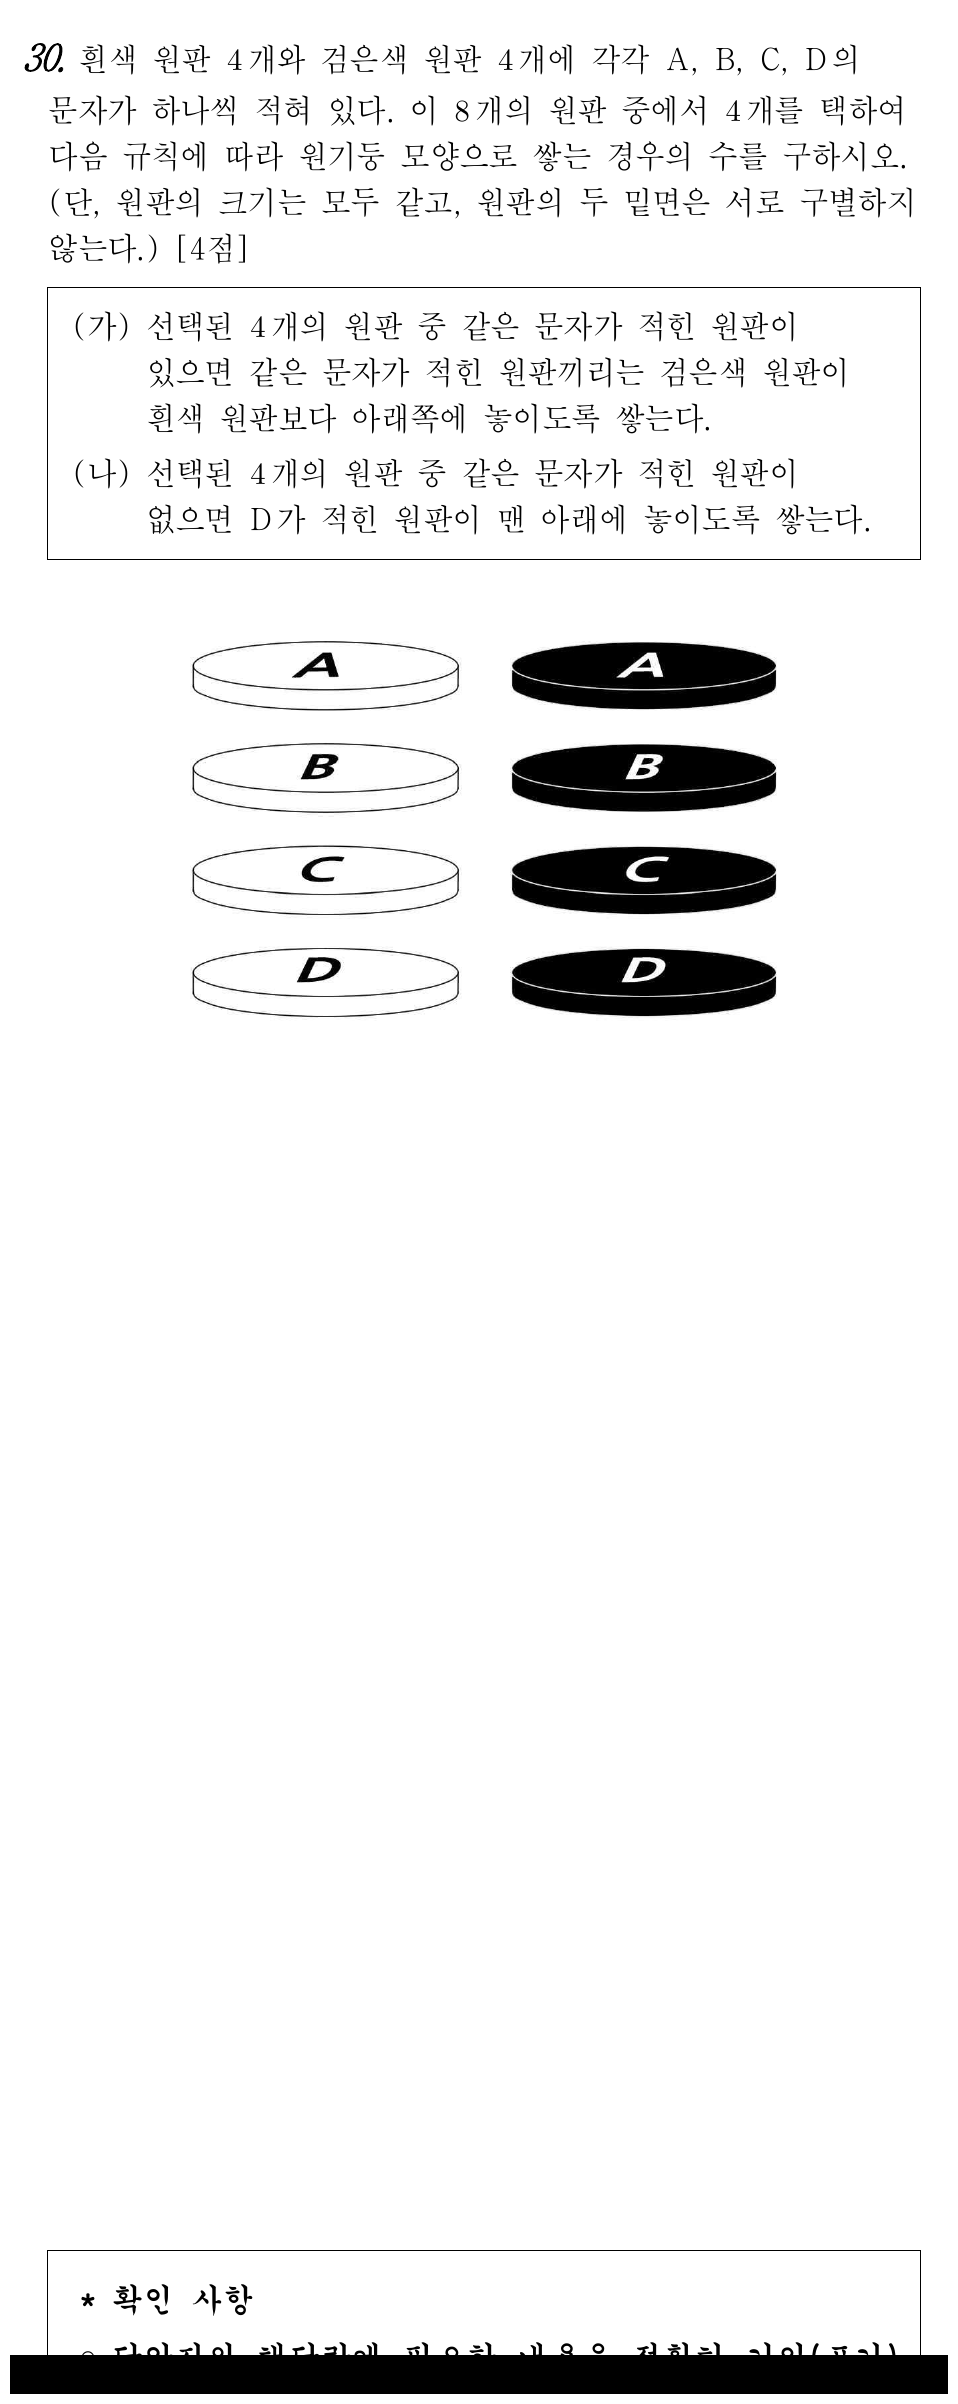 30. 흰색 원판 4개와 검은색 원판 4개에 각각 A, B, C, D의
문자가 하나씩 적혀 있다. 이 8개의 원판 중에서 4개를 택하여
다음 규칙에 따라 원기둥 모양으로 쌓는 경우의 수를 구하시오.
(단, 원판의 크기는 모두 같고, 원판의 두 밑면은 서로 구별하지
않는다.) [4점]
(가) 선택된 4개의 원판 중 같은 문자가 적힌 원판이
있으면 같은 문자가 적힌 원판끼리는 검은색 원판이
흰색 원판보다 아래쪽에 놓이도록 쌓는다.
(나) 선택된 4개의 원판 중 같은 문자가 적힌 원판이
없으면 D가 적힌 원판이 맨 아래에 놓이도록 쌓는다.
A A
B B
C C
D D
* 확인 사항